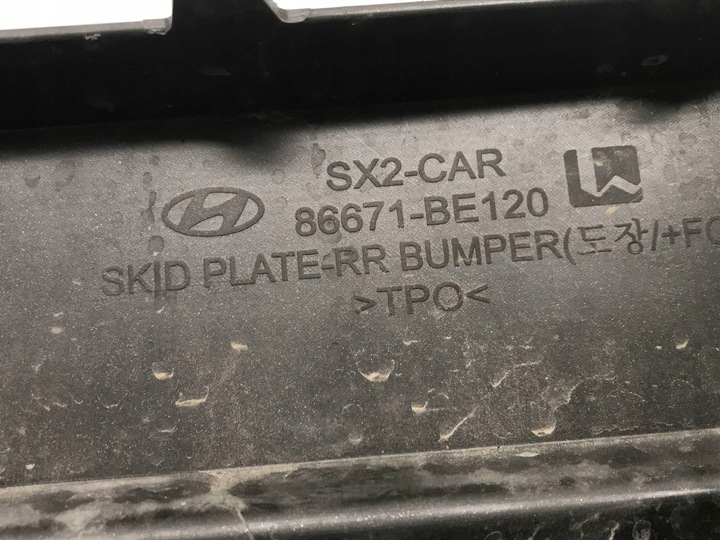 SX2-CAR
86671-BE120
SKID PLATE-RR BUMPER(도장/+FC
>TPO<